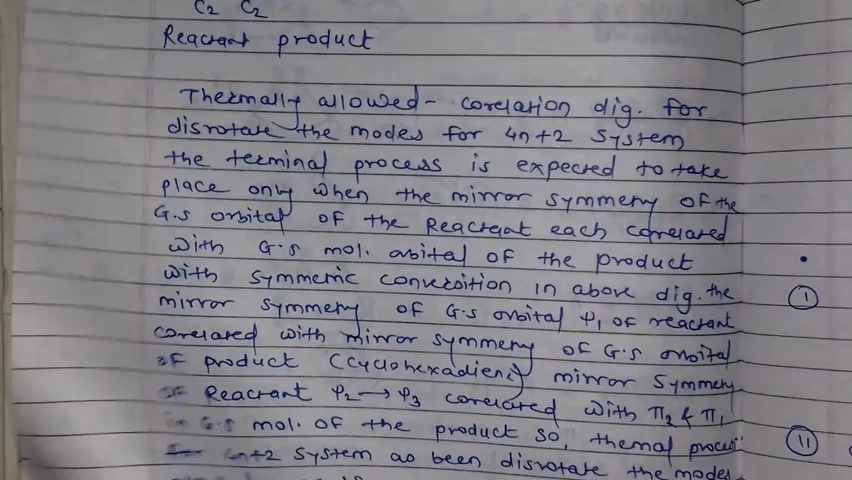 C2 C2
Reactant product
Thermally allowed - corelation dig. for
disrotate the modes for 4n+2 system
the terminal process is expected to take
place only when the mirror symmetry of the
G.S orbital of the Reactant each correlated
with G.S mol. orbital of the product
with symmetric in above dig. the
mirror symmetry of G.S orbital ψ1 of reactant
correlated with mirror symmetry of G.S orbital
of product (cyclohexadiene) mirror symmetry
of Reactant ψ2 → ψ3 correlated with π2 & π1
G.S mol. of the product so, themal process
+2 system as been disrotate the modes
I
II